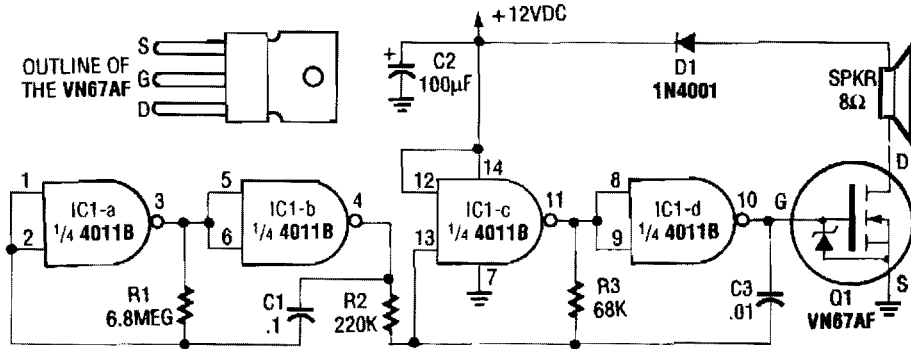 +12VDC
S
G
D
OUTLINE OF
THE VN67AF
+
C2
100µF
D1
1N4001
SPKR
8Ω
D
1
2
IC1-a
1/4 4011B
3
5
6
IC1-b
1/4 4011B
4
12
13
14
IC1-c
1/4 4011B
7
11
8
9
IC1-d
1/4 4011B
10
G
S
R1
6.8MEG
C1
.1
R2
220K
R3
68K
C3
.01
Q1
VN67AF